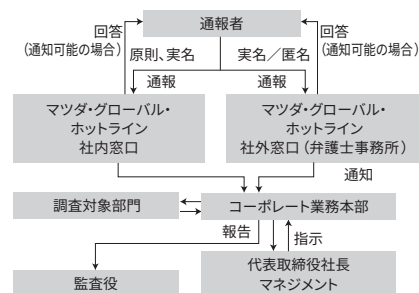 通報者
回答
(通知可能の場合)
回答
(通知可能の場合)
原則、実名
実名／匿名
通報
通報
マツダ・グローバル・
ホットライン
社内窓口
マツダ・グローバル・
ホットライン
社外窓口(弁護士事務所)
通知
調査対象部門
コーポレート業務本部
報告
指示
監査役
代表取締役社長
マネジメント